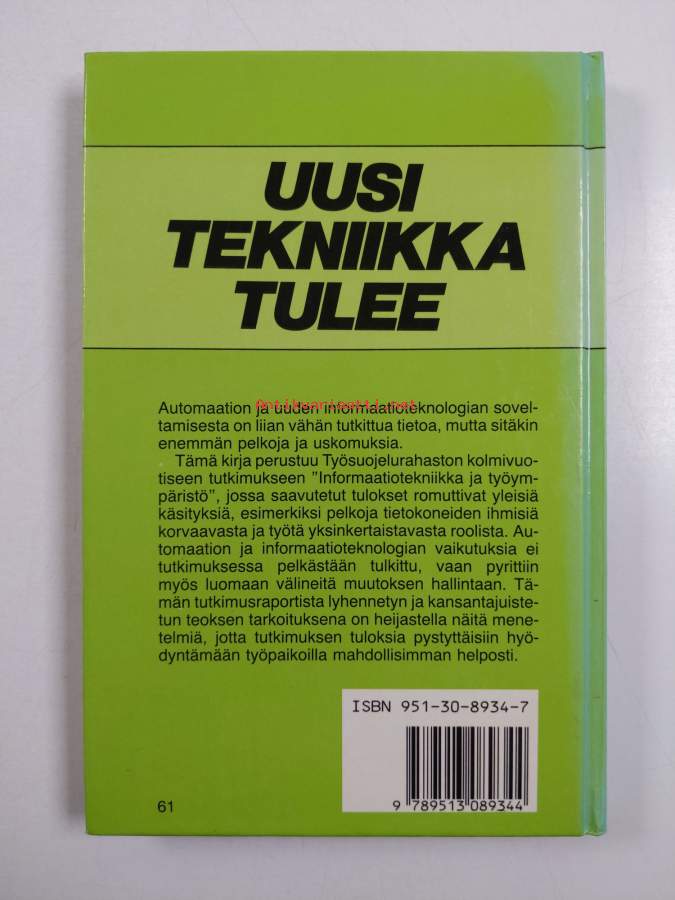 UUSI
TEKNIIKKA
TULEE
Antikvariaatti.net
Automaation ja uuden informaatioteknologian sovel-
tamisesta on liian vähän tutkittua tietoa, mutta sitäkin
enemmän pelkoja ja uskomuksia.
Tämä kirja perustuu Työsuojelurahaston kolmivuo-
tiseen tutkimukseen ”Informaatiotekniikka ja työym-
päristö”, jossa saavutetut tulokset romuttivat yleisiä
käsityksiä, esimerkiksi pelkoja tietokoneiden ihmisiä
korvaavasta ja työtä yksinkertaistavasta roolista. Au-
tomaation ja informaatioteknologian vaikutuksia ei
tutkimuksessa pelkästään tulkittu, vaan pyrittiin
myös luomaan välineitä muutoksen hallintaan. Tä-
män tutkimusraportista lyhennetyn ja kansantajuiste-
tun teoksen tarkoituksena on heijastella näitä mene-
telmiä, jotta tutkimuksen tuloksia pystyttäisiin hyö-
dyntämään työpaikoilla mahdollisimman helposti.
ISBN 951-30-8934-7
9 789513 089344
61